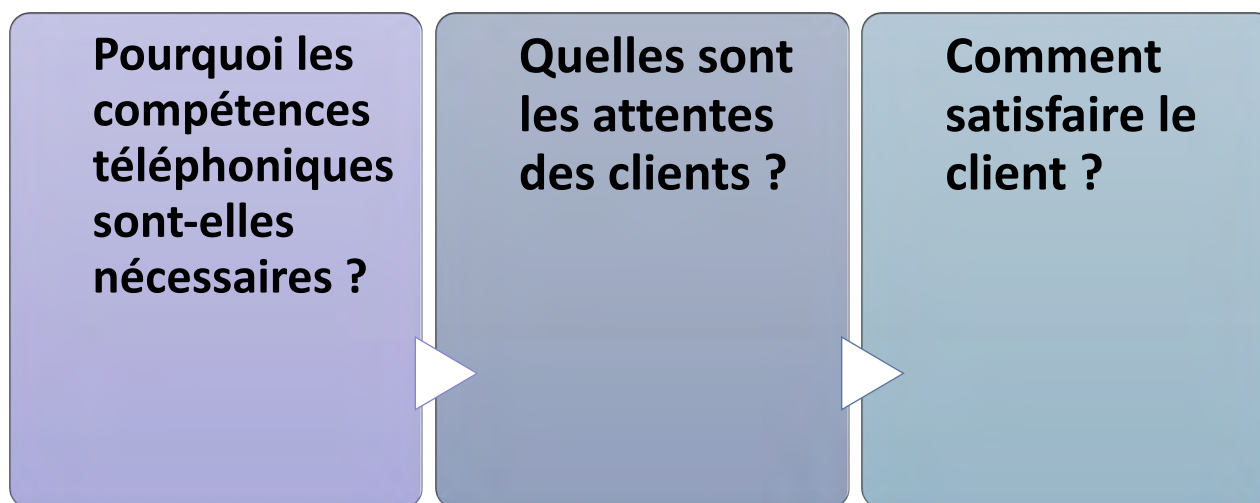 Pourquoi les
compétences
téléphoniques
sont-elles
nécessaires ?
Quelles sont
les attentes
des clients ?
Comment
satisfaire le
client ?